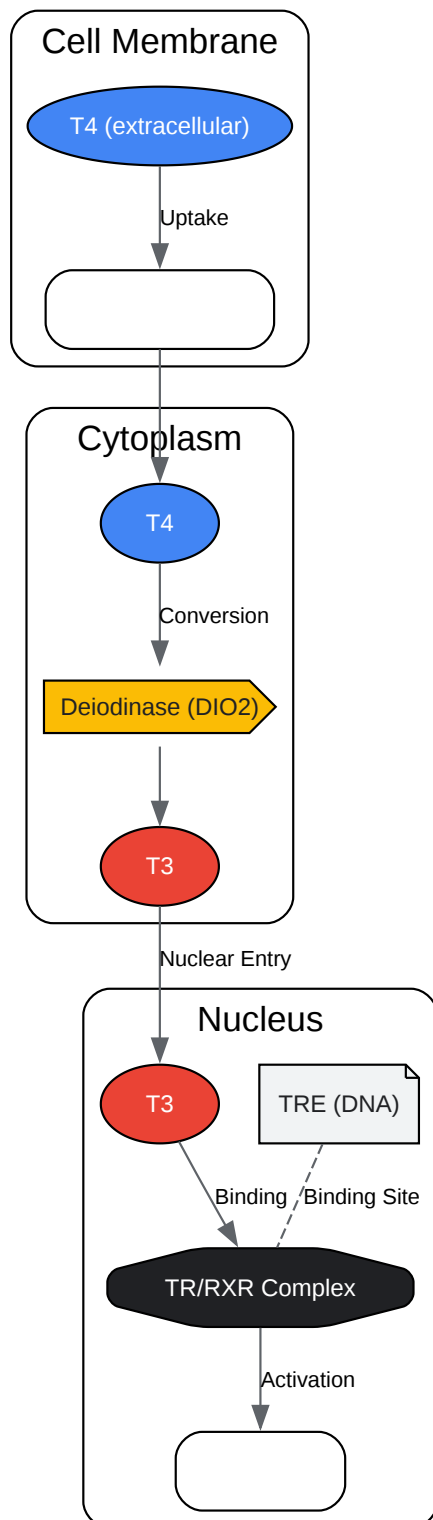 Cell Membrane
T4 (extracellular)
Uptake
Cytoplasm
T4
Conversion
Deiodinase (DIO2)
T3
Nuclear Entry
Nucleus
T3
TRE (DNA)
Binding
Binding Site
TR/RXR Complex
Activation